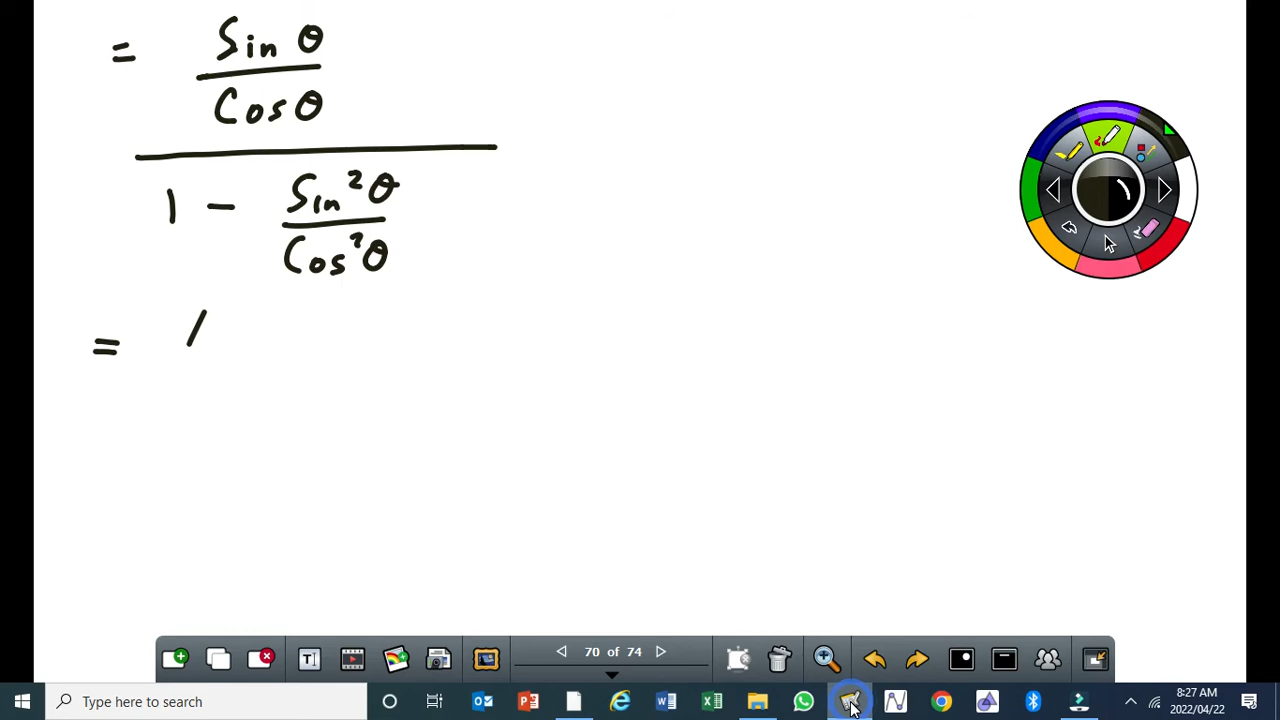 = Sin θ
Cos θ
1 - Sin²θ
Cos²θ
= /
70 of 74
Type here to search
8:27 AM
2022/04/22